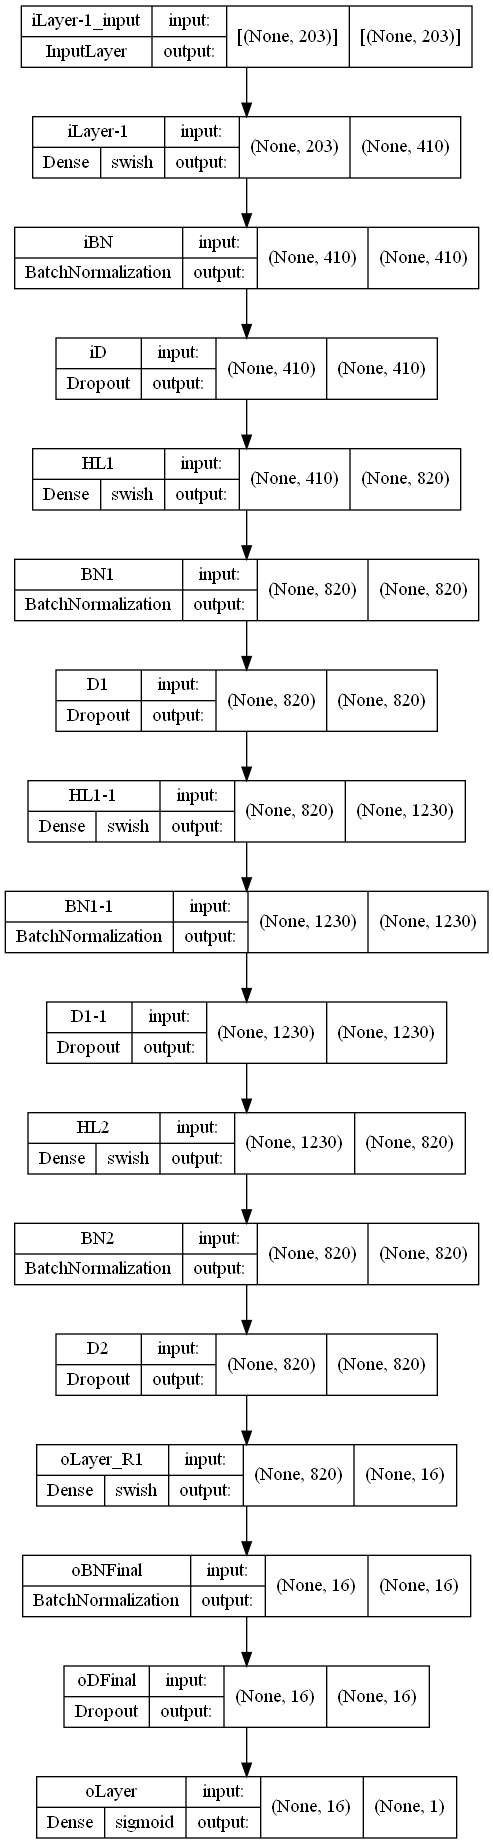 iLayer-1_input input: [(None, 203)] [(None, 203)]
InputLayer output:
iLayer-1 input: (None, 203) (None, 410)
Dense swish output:
iBN input: (None, 410) (None, 410)
BatchNormalization output:
iD input: (None, 410) (None, 410)
Dropout output:
HL1 input: (None, 410) (None, 820)
Dense swish output:
BN1 input: (None, 820) (None, 820)
BatchNormalization output:
D1 input: (None, 820) (None, 820)
Dropout output:
HL1-1 input: (None, 820) (None, 1230)
Dense swish output:
BN1-1 input: (None, 1230) (None, 1230)
BatchNormalization output:
D1-1 input: (None, 1230) (None, 1230)
Dropout output:
HL2 input: (None, 1230) (None, 820)
Dense swish output:
BN2 input: (None, 820) (None, 820)
BatchNormalization output:
D2 input: (None, 820) (None, 820)
Dropout output:
oLayer_R1 input: (None, 820) (None, 16)
Dense swish output:
oBNFinal input: (None, 16) (None, 16)
BatchNormalization output:
oDFinal input: (None, 16) (None, 16)
Dropout output:
oLayer input: (None, 16) (None, 1)
Dense sigmoid output: